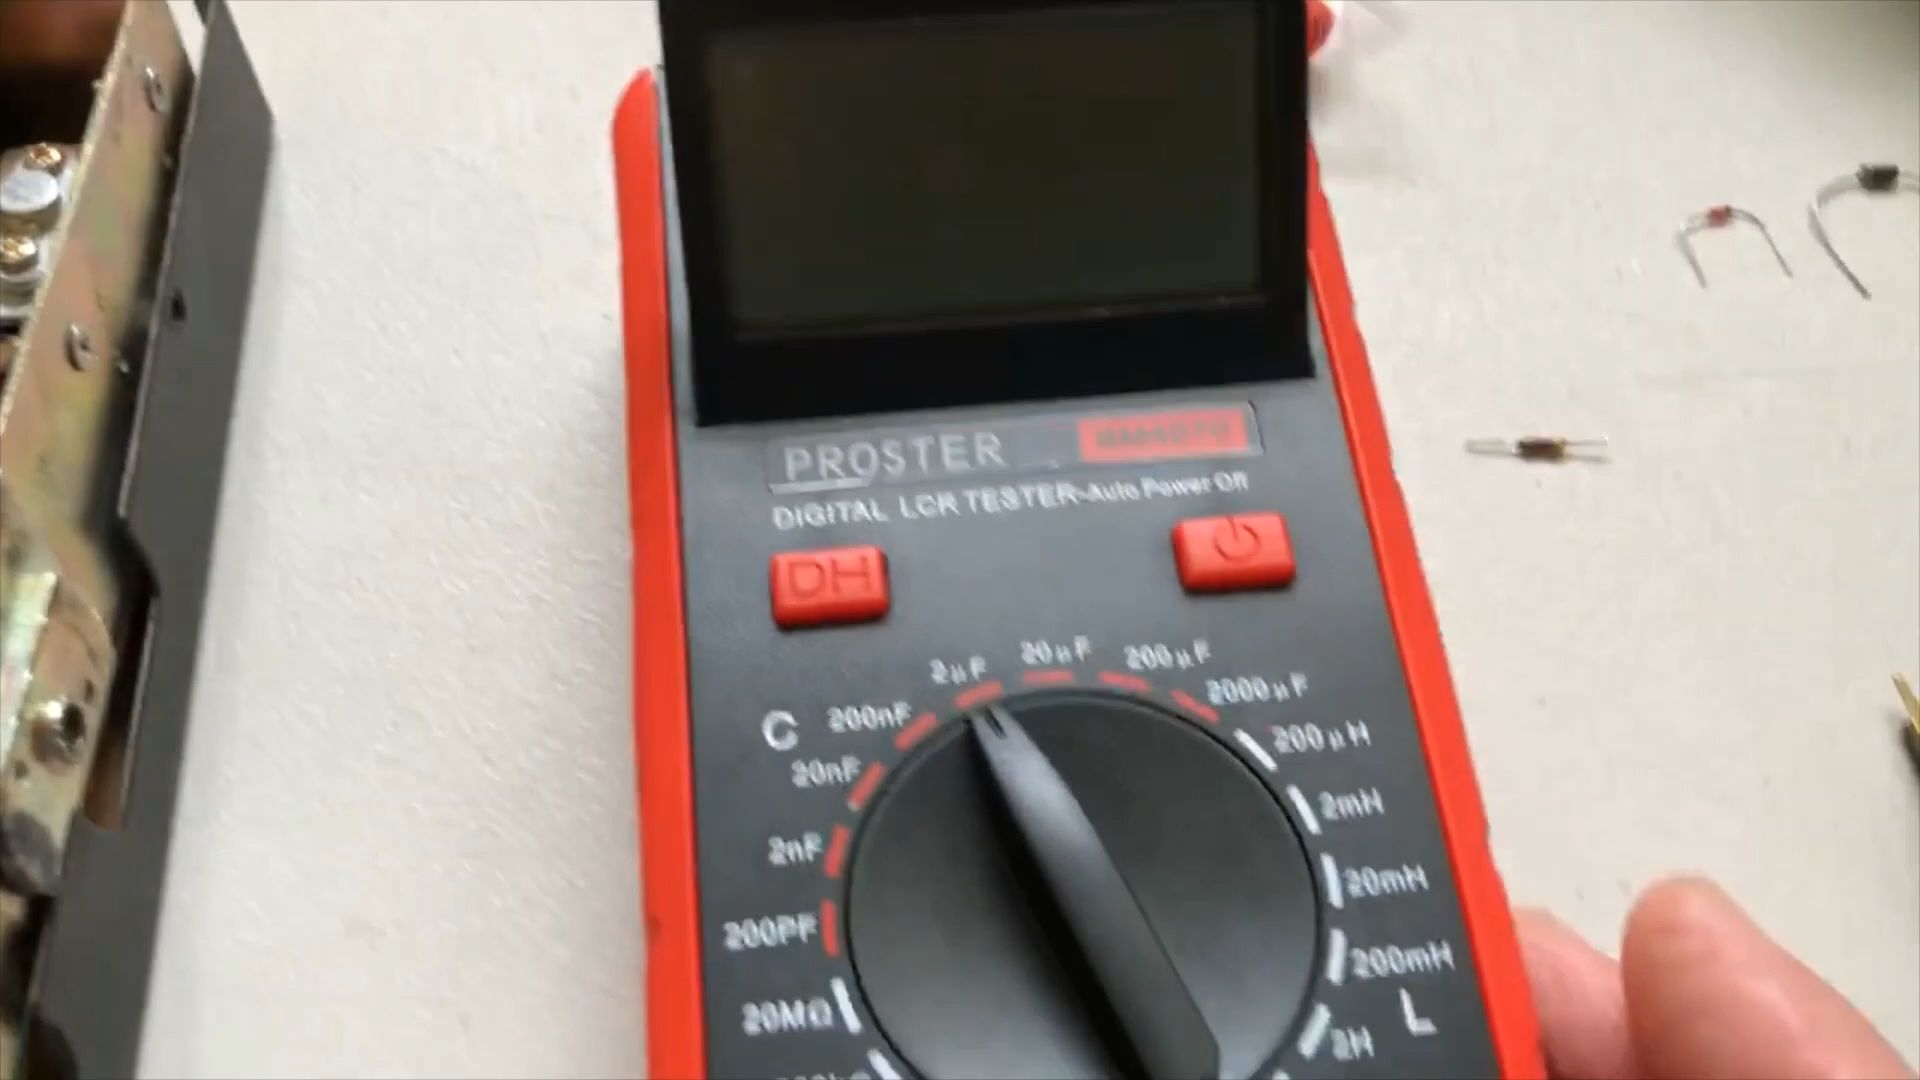 PROSTER
DIGITAL LCR TESTER-Auto Power Off
DH
2μF
20μF
200μF
2000μF
C
200nF
200μH
20nF
2mH
2nF
20mH
200PF
200mH
20MΩ
L
2H